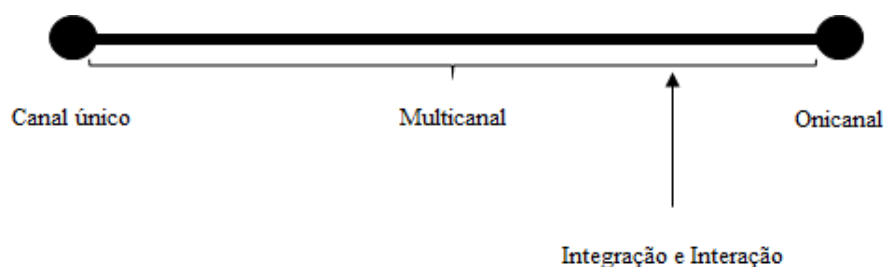 Canal único
Multicanal
Onicanal
Integração e Interação